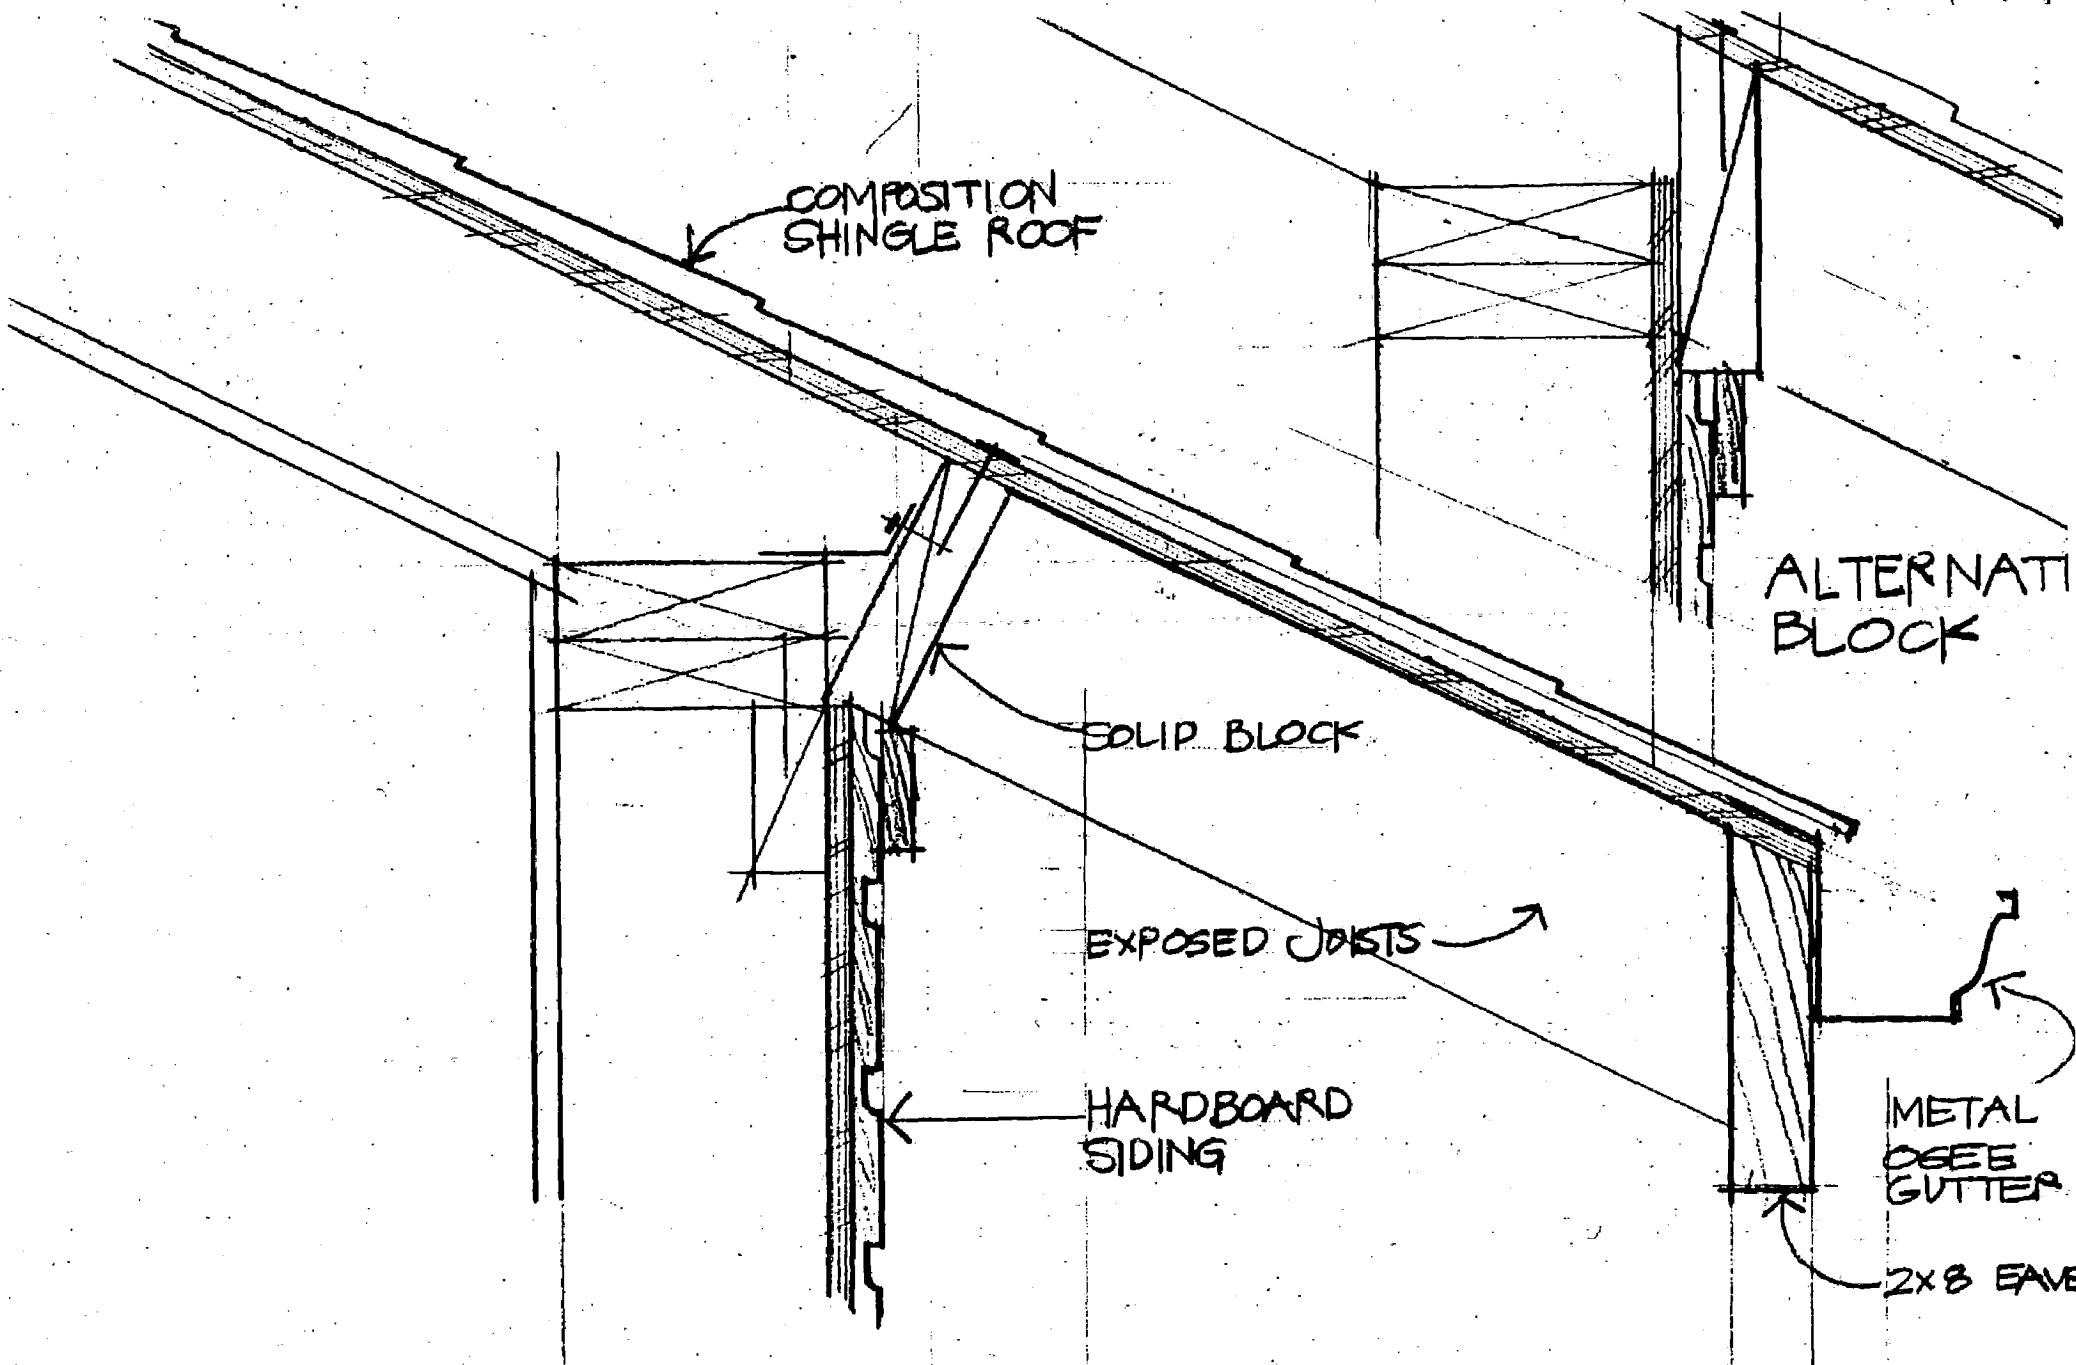 COMPOSITION
SHINGLE ROOF
ALTERNATI
BLOCK
SOLID BLOCK
EXPOSED JOISTS
HARDBOARD
SIDING
METAL
OGEE
GUTTER
2x8 EAVE